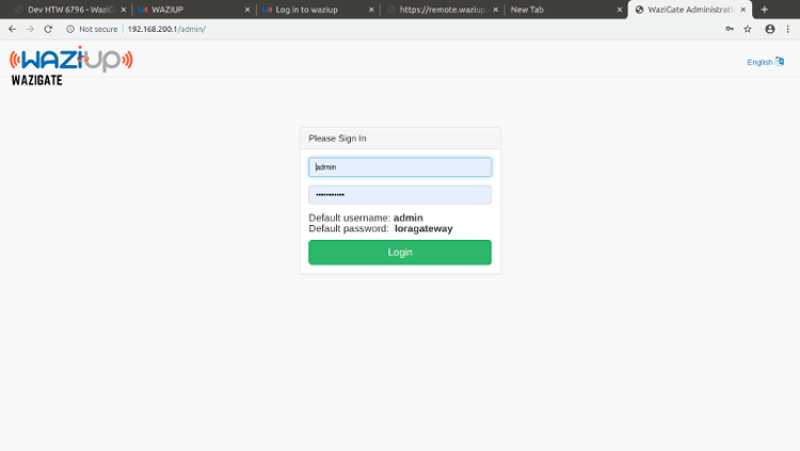 Dev HTW 6796 - WaziG
WAZIUP
Log in to waziup
https://remote.waziup
New Tab
WaziGate Administrati
Not secure | 192.168.200.1/admin/
WAZIUP
WAZIGATE
English
Please Sign In
admin
•••••••••••
Default username: admin
Default password: loragateway
Login